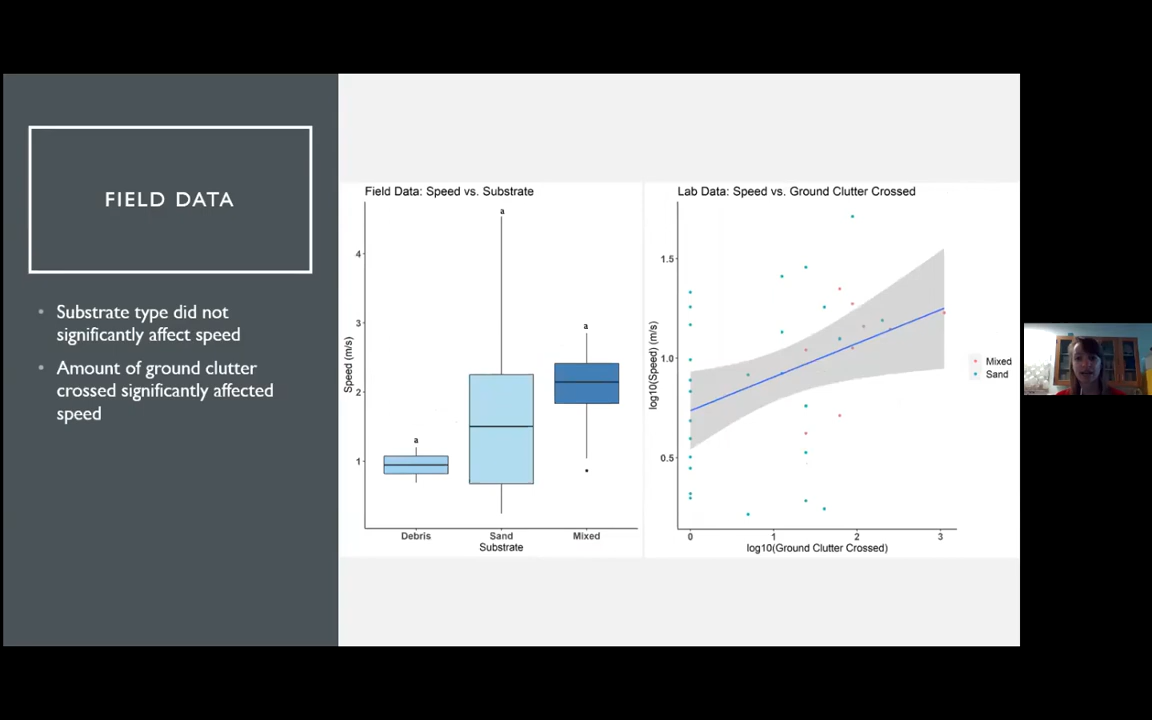 FIELD DATA
• Substrate type did not
significantly affect speed
• Amount of ground clutter
crossed significantly affected
speed
Field Data: Speed vs. Substrate
a
a
a
4
3
2
1
Speed (m/s)
Debris
Sand
Mixed
Substrate
Lab Data: Speed vs. Ground Clutter Crossed
1.5
1.0
0.5
log10(Speed) (m/s)
0
1
2
3
log10(Ground Clutter Crossed)
Mixed
Sand